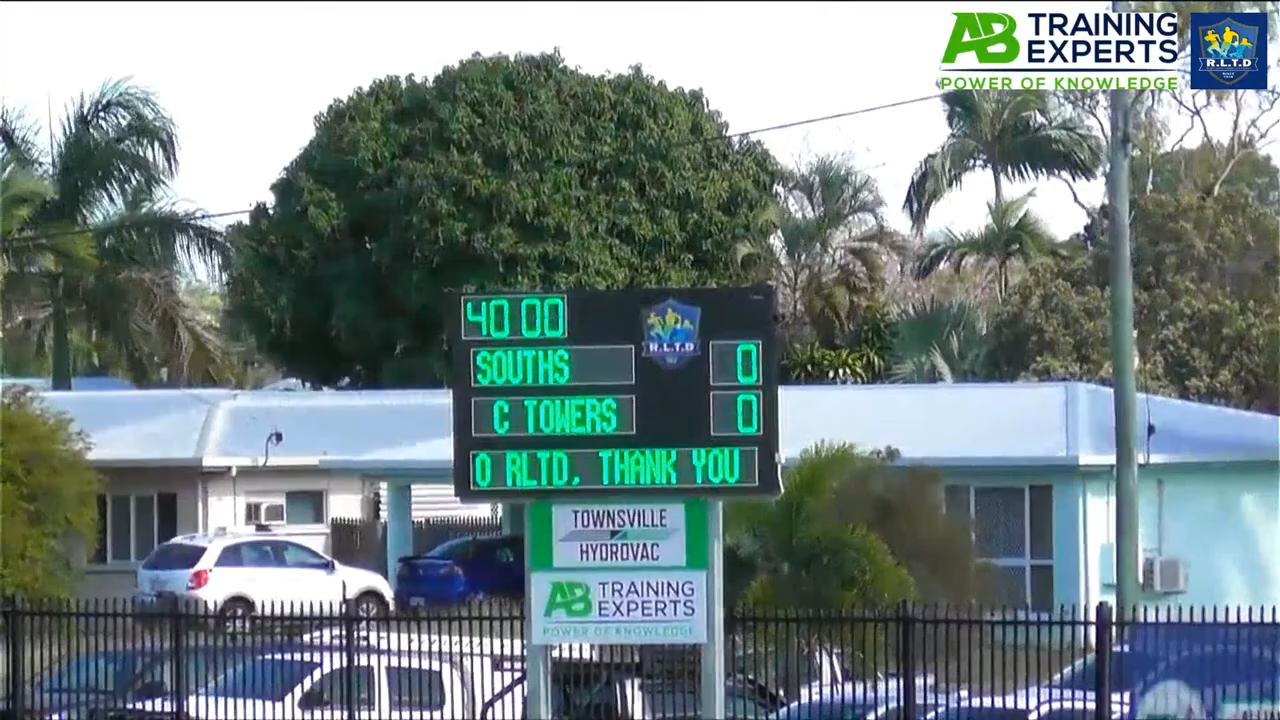 AB TRAINING
EXPERTS
POWER OF KNOWLEDGE
R.L.T.D
40 00
R.L.T.D
SOUTHS 0
C TOWERS 0
O RLTD, THANK YOU
TOWNSVILLE
HYDROVAC
AB TRAINING
EXPERTS
POWER OF KNOWLEDGE